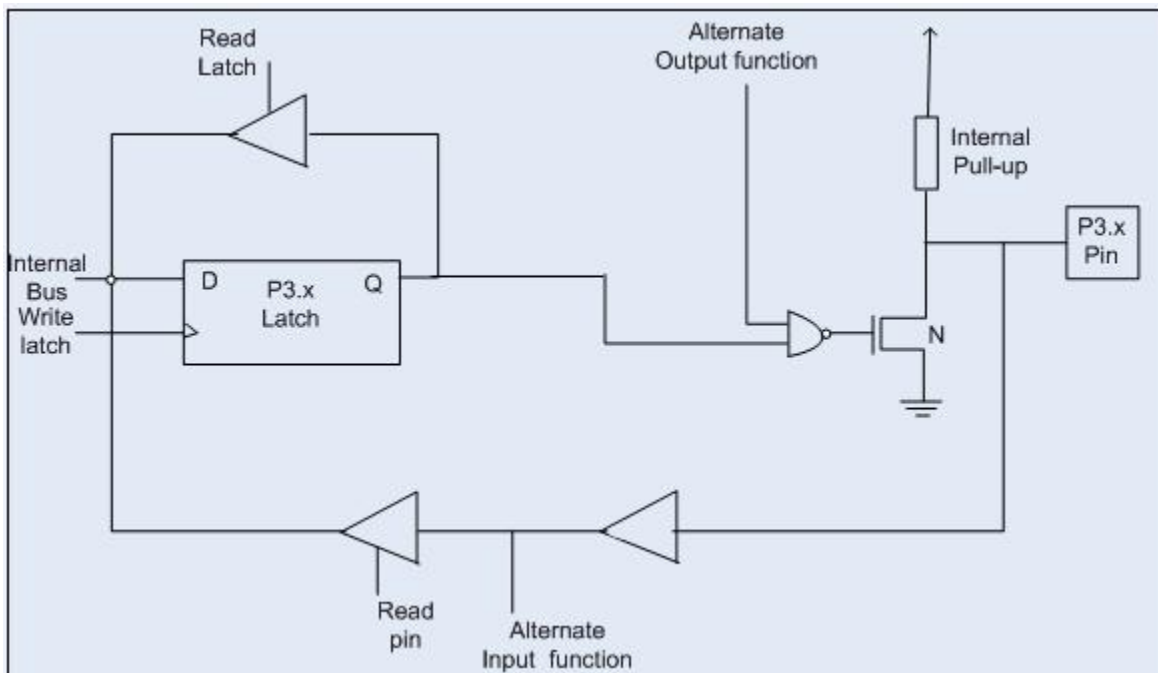 Read
Latch
Alternate
Output function
Internal
Pull-up
P3.x
Pin
Internal
Bus
Write
latch
D
P3.x
Latch
Q
N
Read
pin
Alternate
Input function